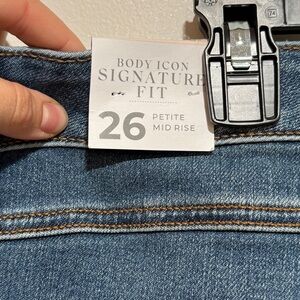 BODY ICON
SIGNATURE
FIT
26 PETITE
MID RISE